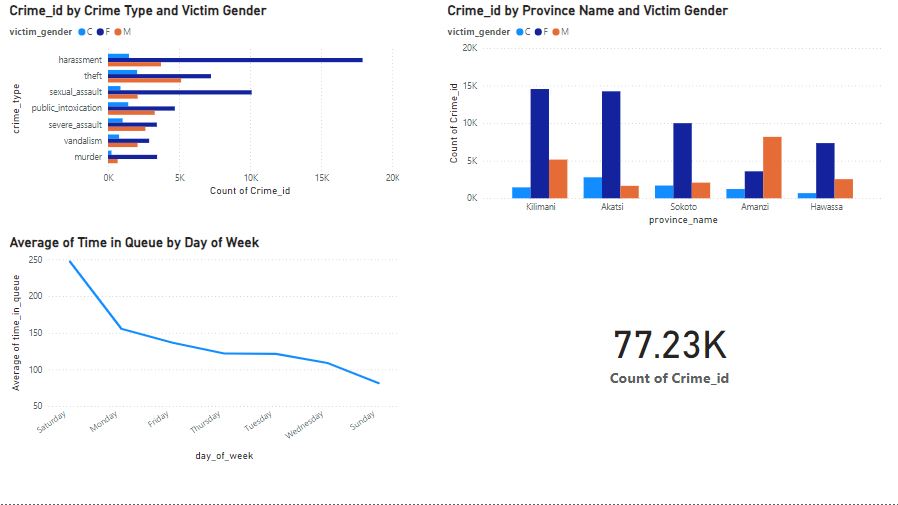 Crime_id by Crime Type and Victim Gender
victim_gender C F M
crime_type
harassment
theft
sexual_assault
public_intoxication
severe_assault
vandalism
murder
0K 5K 10K 15K 20K
Count of Crime_id
Crime_id by Province Name and Victim Gender
victim_gender C F M
Count of Crime_id
20K
15K
10K
5K
0K
Kilimani Akatsi Sokoto Amanzi Hawassa
province_name
Average of Time in Queue by Day of Week
Average of time_in_queue
250
200
150
100
50
Saturday Monday Friday Thursday Tuesday Wednesday Sunday
day_of_week
77.23K
Count of Crime_id